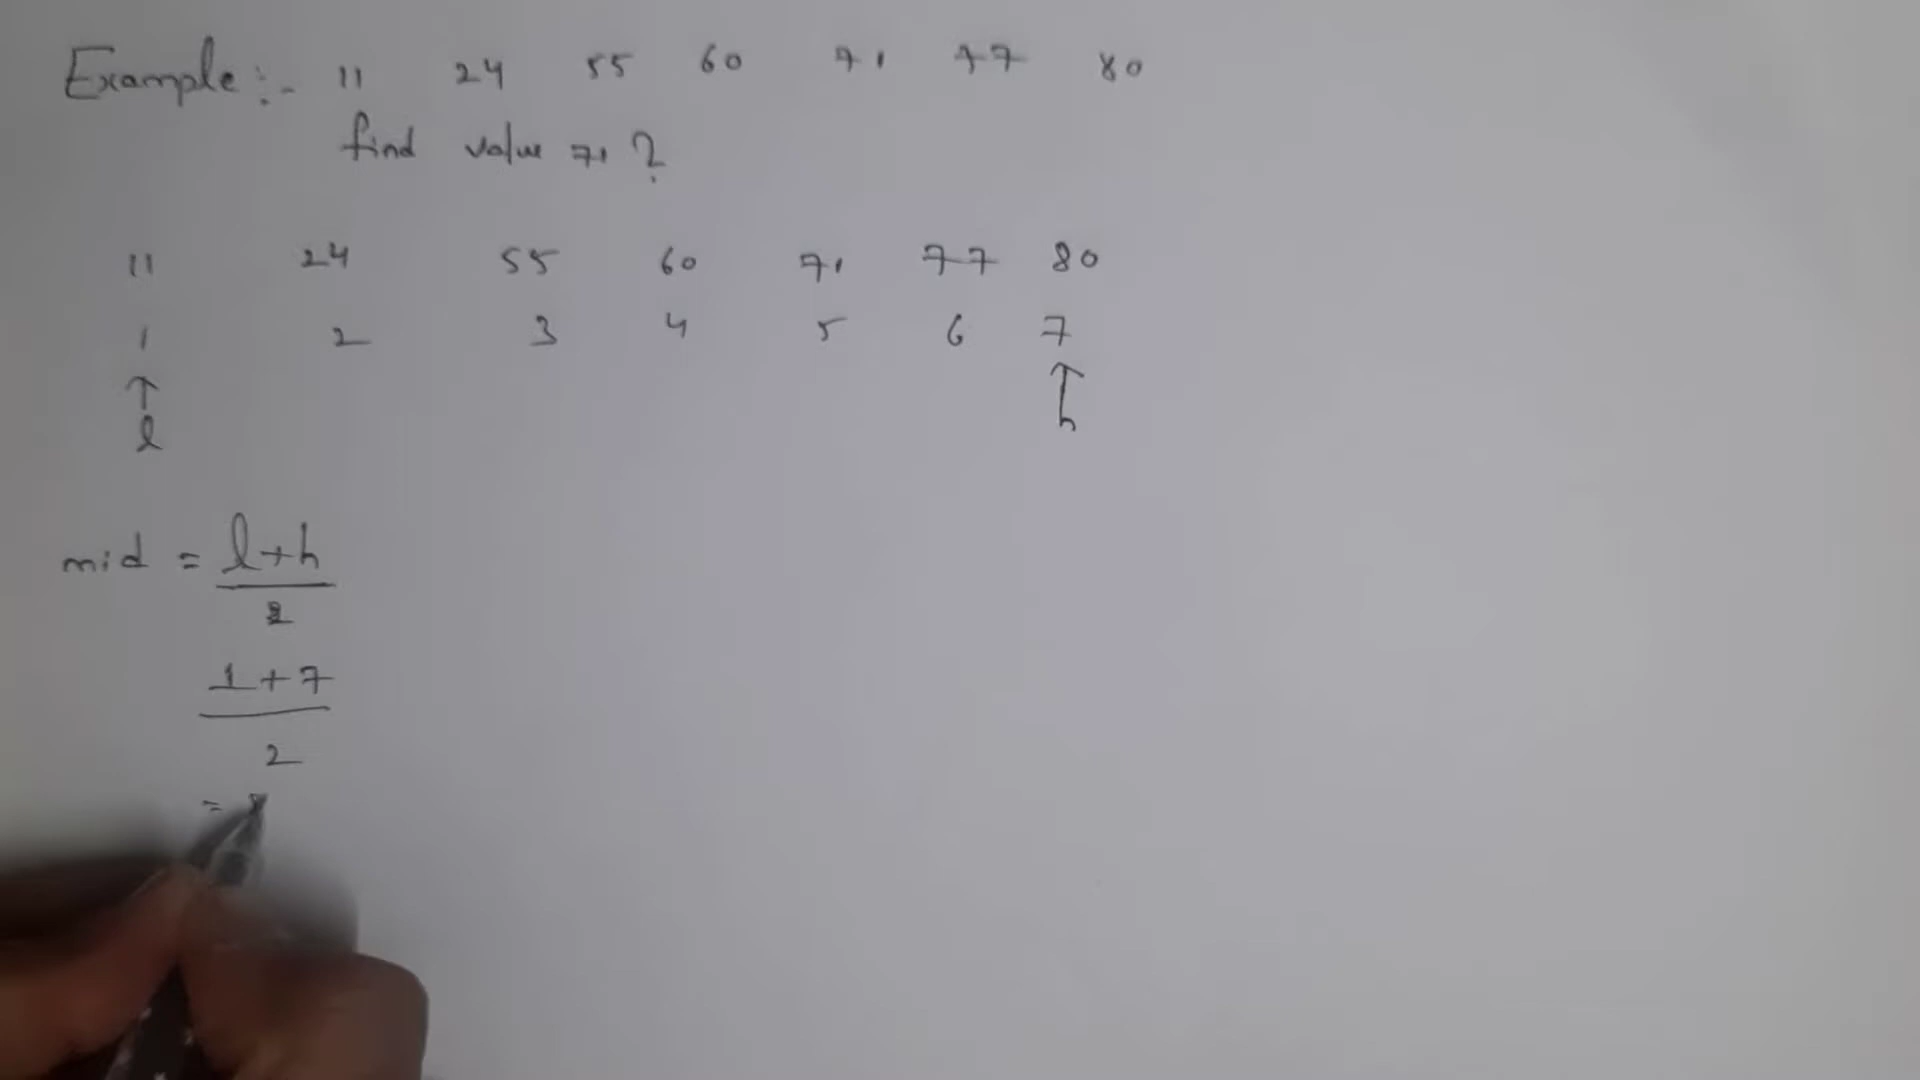 Example :- 11 24 55 60 71 77 80
find value 71 ?
11 24 55 60 71 77 80
1 2 3 4 5 6 7
↑ ↑
l h
mid = l+h
2
1+7
2
= 8